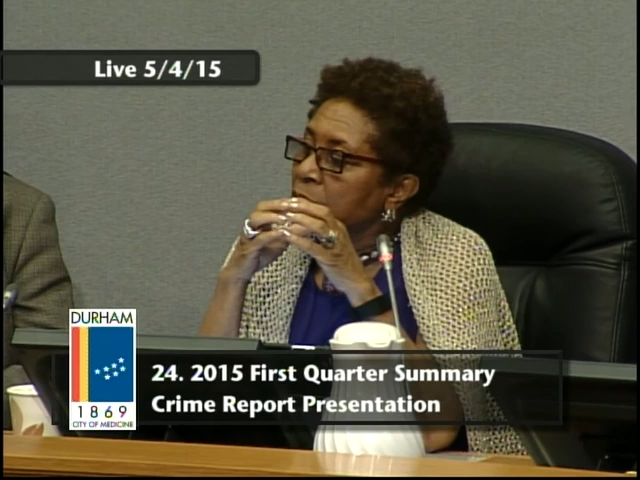 Live 5/4/15
DURHAM
1869
CITY OF MEDICINE
24. 2015 First Quarter Summary
Crime Report Presentation